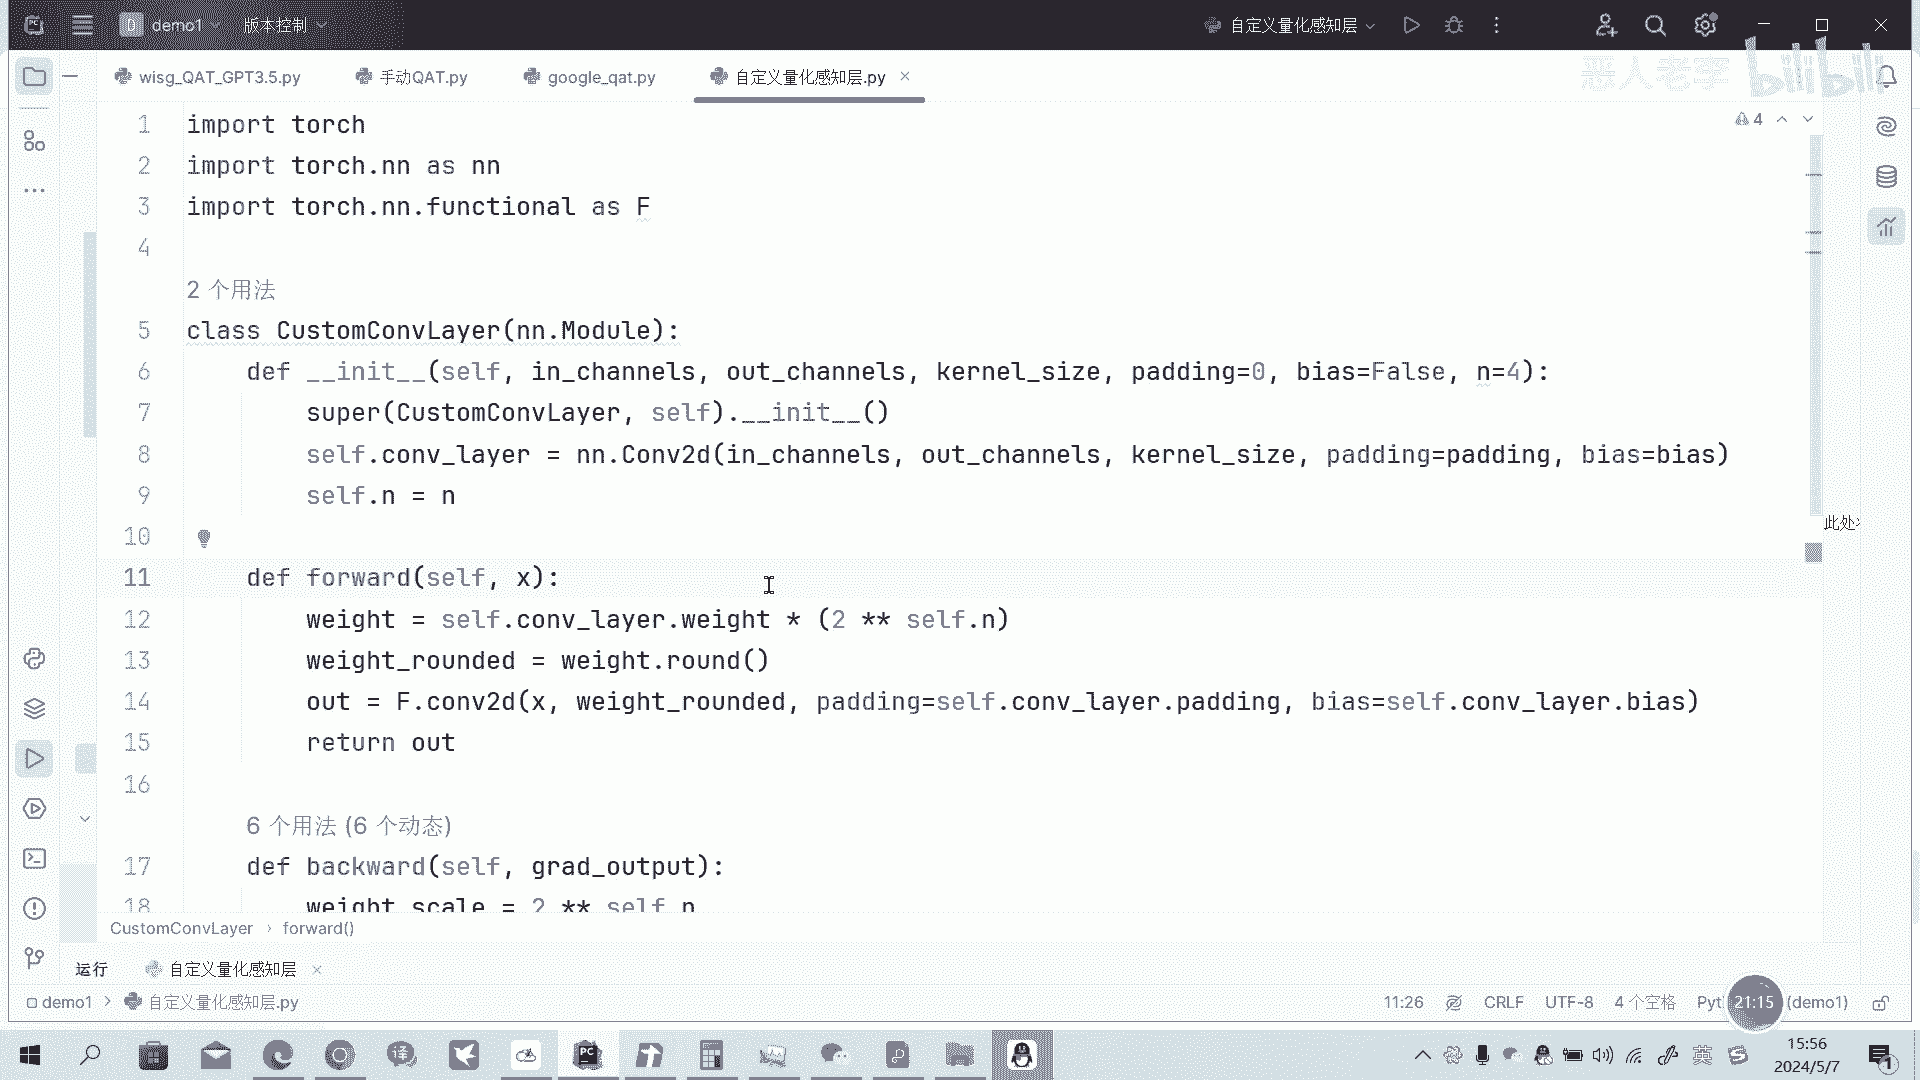 demo1
版本控制
自定义量化感知层
wisg_QAT_GPT3.5.py
手动QAT.py
google_qat.py
自定义量化感知层.py
恶人老李 bilibili
4
1 import torch
2 import torch.nn as nn
3 import torch.nn.functional as F
4
2 个用法
5 class CustomConvLayer(nn.Module):
6 def __init__(self, in_channels, out_channels, kernel_size, padding=0, bias=False, n=4):
7 super(CustomConvLayer, self).__init__()
8 self.conv_layer = nn.Conv2d(in_channels, out_channels, kernel_size, padding=padding, bias=bias)
9 self.n = n
10
此处
11 def forward(self, x):
12 weight = self.conv_layer.weight * (2 ** self.n)
13 weight_rounded = weight.round()
14 out = F.conv2d(x, weight_rounded, padding=self.conv_layer.padding, bias=self.conv_layer.bias)
15 return out
16
6 个用法 (6 个动态)
17 def backward(self, grad_output):
18 weight_scale = 2 ** self.n
CustomConvLayer › forward()
运行
自定义量化感知层
demo1 › 自定义量化感知层.py
11:26
CRLF
UTF-8
4 个空格
Pyt
21:15
(demo1)
英
15:56
2024/5/7
1